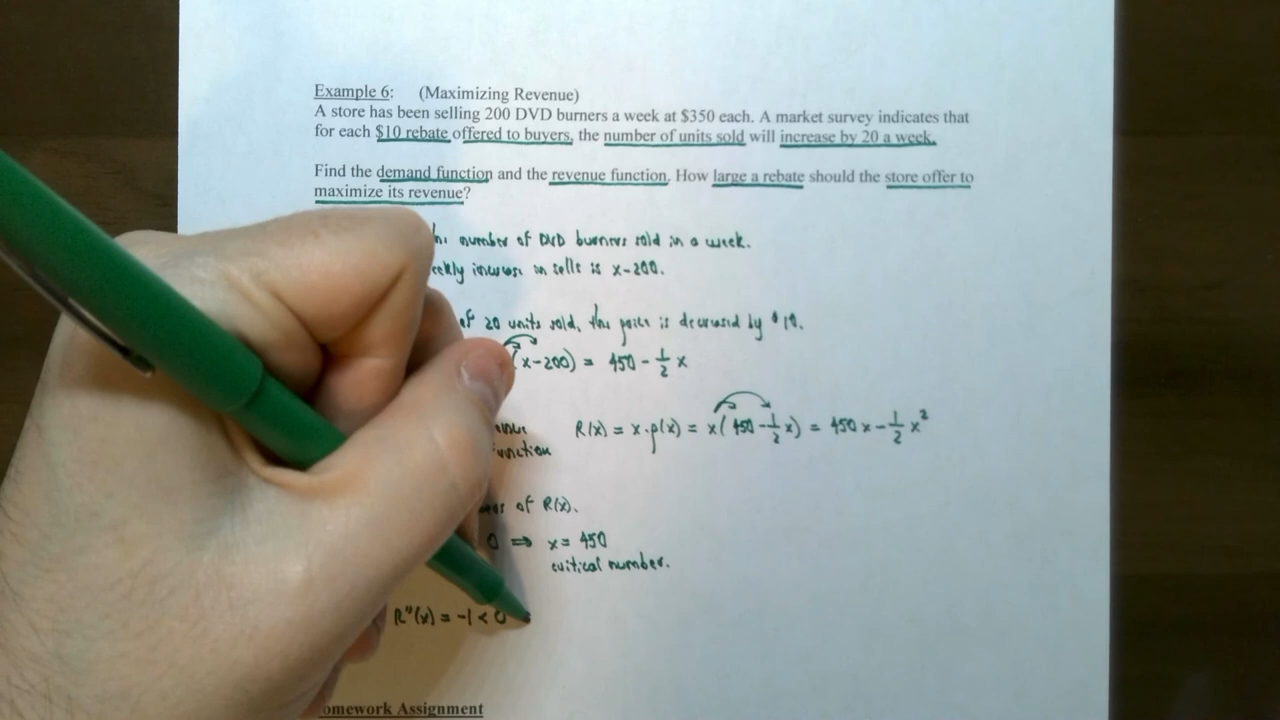 Example 6: (Maximizing Revenue)
A store has been selling 200 DVD burners a week at $350 each. A market survey indicates that
for each $10 rebate offered to buyers, the number of units sold will increase by 20 a week.
Find the demand function and the revenue function. How large a rebate should the store offer to
maximize its revenue?
number of DVD burners sold in a week.
increase in sells is x-200.
of 20 units sold, the price is decreased by $10.
(x-200) = 450 - 1/2 x
R(x) = x·p(x) = x(450 - 1/2 x) = 450x - 1/2 x²
function
of R(x).
0 ⇒ x = 450
critical number.
R"(x) = -1 < 0
omework Assignment